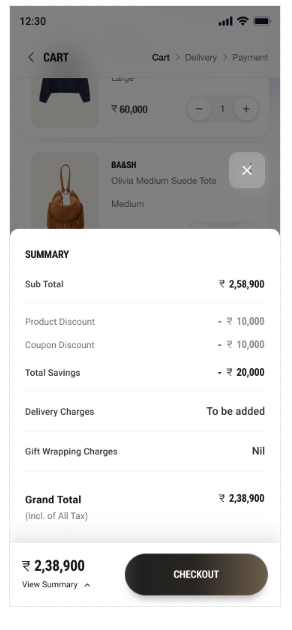 12:30
CART
Cart > Delivery > Payment
Large
₹ 60,000
− 1 +
BA&SH
Olivia Medium Suede Tote
Medium
SUMMARY
Sub Total ₹ 2,58,900
Product Discount - ₹ 10,000
Coupon Discount - ₹ 10,000
Total Savings - ₹ 20,000
Delivery Charges To be added
Gift Wrapping Charges Nil
Grand Total ₹ 2,38,900
(Incl. of All Tax)
₹ 2,38,900
View Summary
CHECKOUT